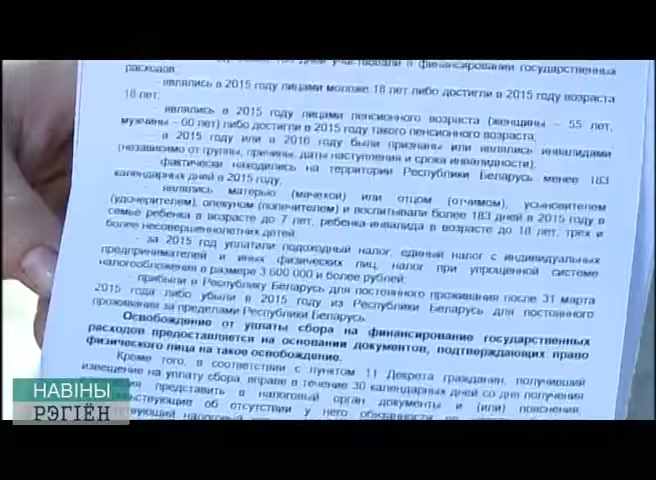 183 дней участвовали в финансировании государственных
расходов
- являлись в 2015 году лицами моложе 18 лет либо достигли в 2015 году возраста
18 лет;
- являлись в 2015 году лицами пенсионного возраста (женщины – 55 лет,
мужчины – 60 лет) либо достигли в 2015 году такого пенсионного возраста;
- в 2015 году или в 2016 году были признаны или являлись инвалидами
(независимо от группы, причины, даты наступления и срока инвалидности);
- фактически находились на территории Республики Беларусь менее 183
календарных дней в 2015 году;
- являлись матерью (мачехой) или отцом (отчимом), усыновителем
(удочерителем), опекуном (попечителем) и воспитывали более 183 дней в 2015 году в
семье ребенка в возрасте до 7 лет, ребенка-инвалида в возрасте до 18 лет, трех и
более несовершеннолетних детей;
- за 2015 год уплатили подоходный налог, единый налог с индивидуальных
предпринимателей и иных физических лиц, налог при упрощенной системе
налогообложения в размере 3 600 000 и более рублей;
- прибыли в Республику Беларусь для постоянного проживания после 31 марта
2015 года либо убыли в 2015 году из Республики Беларусь для постоянного
проживания за пределами Республики Беларусь.
Освобождение от уплаты сбора на финансирование государственных
расходов предоставляется на основании документов, подтверждающих право
физического лица на такое освобождение.
Кроме того, в соответствии с пунктом 11 Декрета гражданин, получивший
извещение на уплату сбора, вправе в течение 30 календарных дней со дня получения
представить в налоговый орган документы и (или) пояснения,
об отсутствии у него обязанности по
налоговый
НАВІНЫ
РЭГІЁН